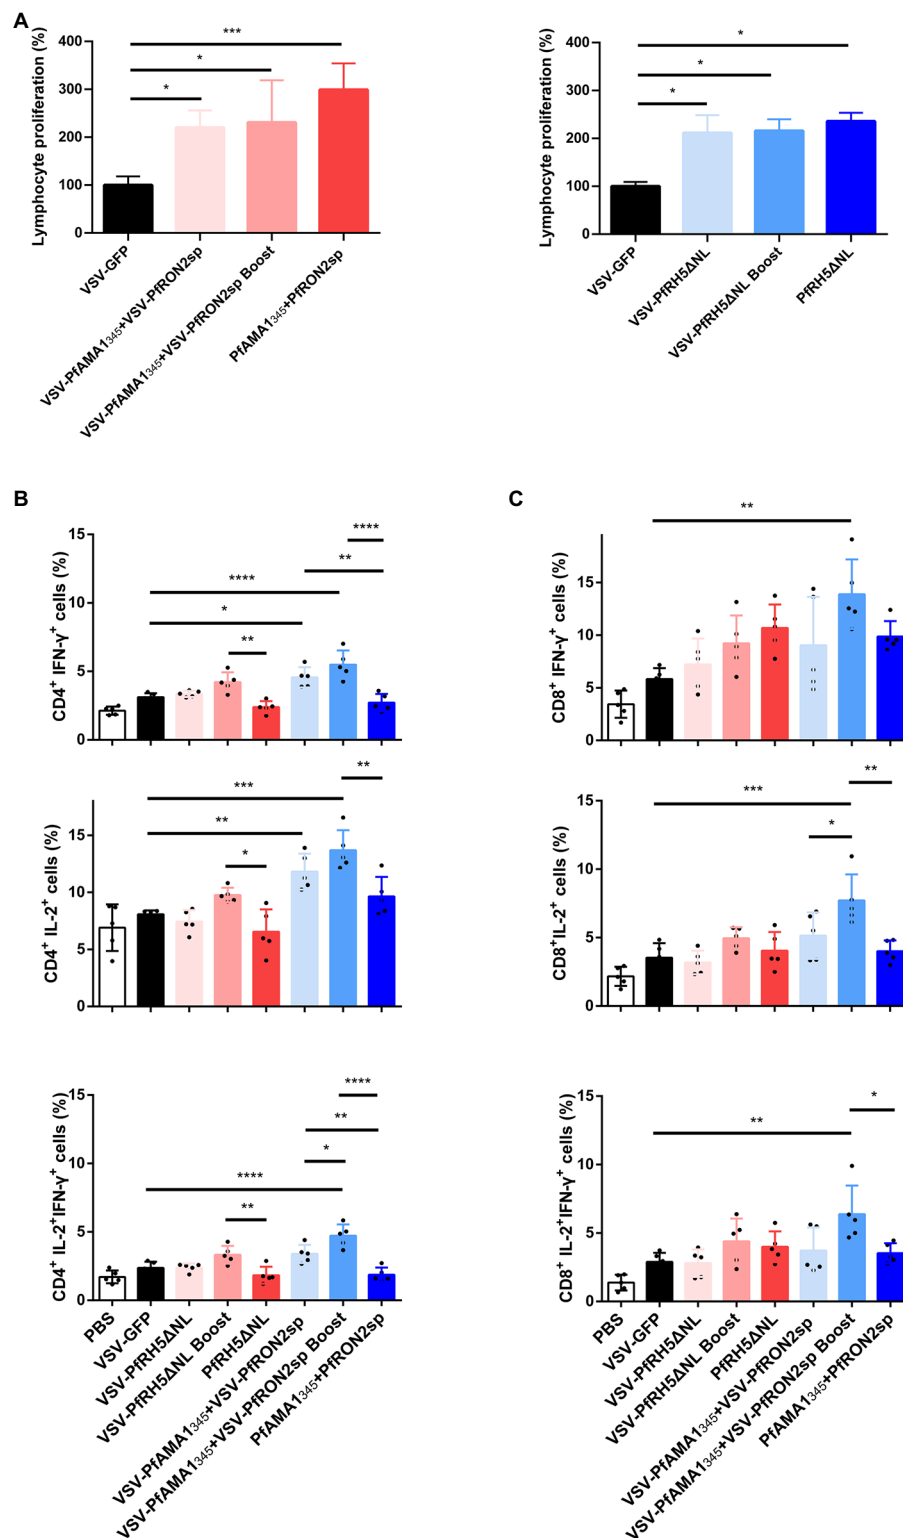 A
Lymphocyte proliferation (%)
400
300
200
100
0
***
*
*
VSV-GFP
VSV-PfAMA1₃₄₅+VSV-PfRON2sp
VSV-PfAMA1₃₄₅+VSV-PfRON2sp Boost
PfAMA1₃₄₅+PfRON2sp
Lymphocyte proliferation (%)
400
300
200
100
0
*
*
*
VSV-GFP
VSV-PfRH5ΔNL
VSV-PfRH5ΔNL Boost
PfRH5ΔNL
B
CD4⁺ IFN-γ⁺ cells (%)
15
10
5
0
****
**
****
*
**
CD4⁺ IL-2⁺ cells (%)
15
10
5
0
**
***
**
*
CD4⁺ IL-2⁺IFN-γ⁺ cells (%)
15
10
5
0
****
**
*
****
**
PBS
VSV-GFP
VSV-PfRH5ΔNL
VSV-PfRH5ΔNL Boost
PfRH5ΔNL
VSV-PfAMA1₃₄₅+VSV-PfRON2sp
VSV-PfAMA1₃₄₅+VSV-PfRON2sp Boost
PfAMA1₃₄₅+PfRON2sp
C
CD8⁺ IFN-γ⁺ cells (%)
15
10
5
0
**
CD8⁺IL-2⁺ cells (%)
15
10
5
0
**
***
*
CD8⁺ IL-2⁺IFN-γ⁺ cells (%)
15
10
5
0
*
**
PBS
VSV-GFP
VSV-PfRH5ΔNL
VSV-PfRH5ΔNL Boost
PfRH5ΔNL
VSV-PfAMA1₃₄₅+VSV-PfRON2sp
VSV-PfAMA1₃₄₅+VSV-PfRON2sp Boost
PfAMA1₃₄₅+PfRON2sp